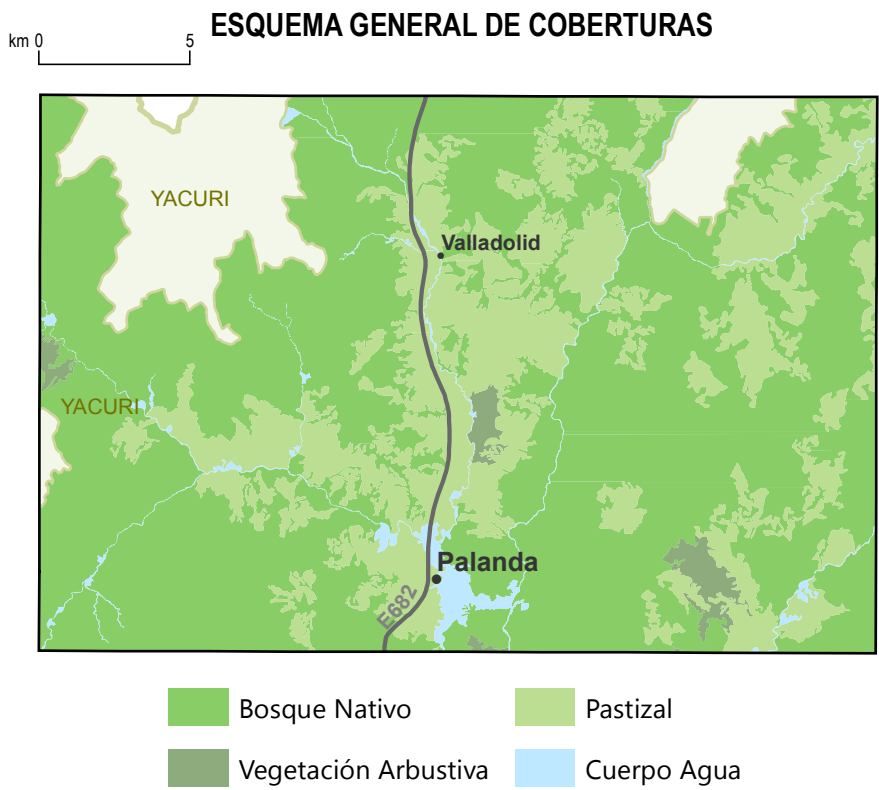 ESQUEMA GENERAL DE COBERTURAS
km 0 5
YACURI
Valladolid
YACURI
Palanda
E682
Bosque Nativo
Pastizal
Vegetación Arbustiva
Cuerpo Agua